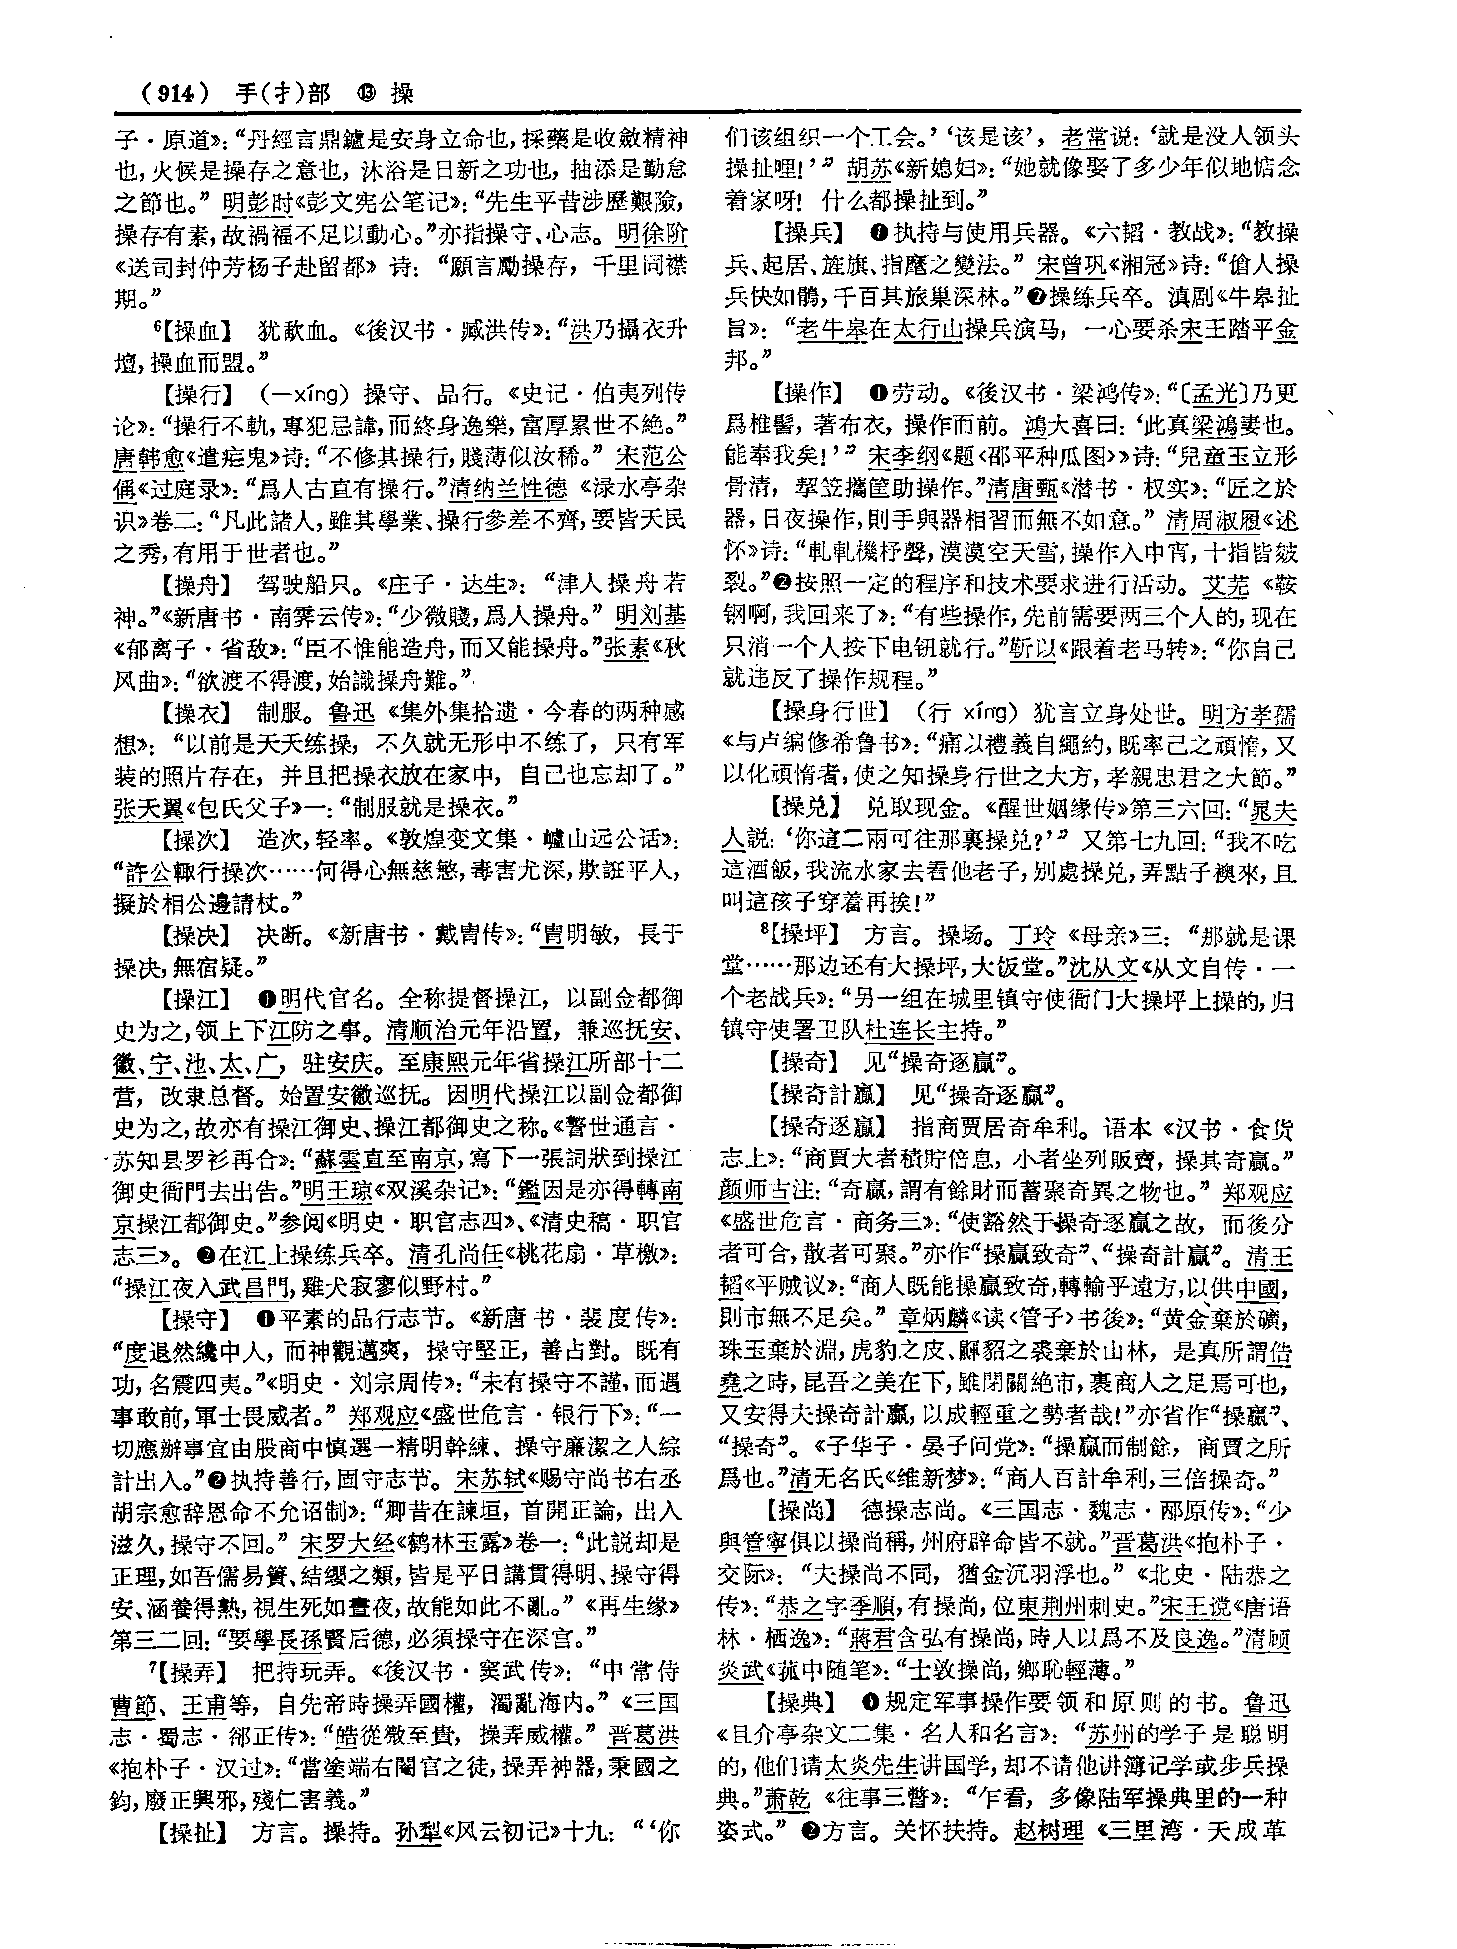 (914) 手(扌)部 ⓭ 操
子·原道》：“丹經言鼎鑪是安身立命也，採藥是收斂精神
也，火候是操存之意也，沐浴是日新之功也，抽添是勤怠
之節也。”明彭时《彭文宪公笔记》：“先生平昔涉歷艱險，
操存有素，故禍福不足以動心。”亦指操守、心志。明徐阶
《送司封仲芳杨子赴留都》诗：“願言勵操存，千里同襟
期。”
⁶【操血】 犹歃血。《後汉书·臧洪传》：“洪乃攝衣升
壇，操血而盟。”
【操行】 (—xíng) 操守、品行。《史记·伯夷列传
论》：“操行不軌，專犯忌諱，而終身逸樂，富厚累世不絶。”
唐韩愈《遣疟鬼》诗：“不修其操行，賤薄似汝稀。”宋范公
偁《过庭录》：“爲人古直有操行。”清纳兰性德《渌水亭杂
识》卷二：“凡此諸人，雖其學業、操行參差不齊，要皆天民
之秀，有用于世者也。”
【操舟】 驾驶船只。《庄子·达生》：“津人操舟若
神。”《新唐书·南霁云传》：“少微賤，爲人操舟。”明刘基
《郁离子·省敌》：“臣不惟能造舟，而又能操舟。”张素《秋
风曲》：“欲渡不得渡，始識操舟難。”
【操衣】 制服。鲁迅《集外集拾遗·今春的两种感
想》：“以前是天天练操，不久就无形中不练了，只有军
装的照片存在，并且把操衣放在家中，自己也忘却了。”
张天翼《包氏父子》一：“制服就是操衣。”
【操次】 造次，轻率。《敦煌变文集·嚧山远公话》：
“許公輙行操次……何得心無慈愍，毒害尤深，欺誑平人，
擬於相公邊請杖。”
【操决】 决断。《新唐书·戴胄传》：“胄明敏，長于
操决，無宿疑。”
【操江】 ❶明代官名。全称提督操江，以副佥都御
史为之，领上下江防之事。清顺治元年沿置，兼巡抚安、
徽、宁、池、太、广，驻安庆。至康熙元年省操江所部十二
营，改隶总督。始置安徽巡抚。因明代操江以副佥都御
史为之，故亦有操江御史、操江都御史之称。《警世通言·
苏知县罗衫再合》：“蘇雲直至南京，寫下一張詞狀到操江
御史衙門去出告。”明王琼《双溪杂记》：“鑑因是亦得轉南
京操江都御史。”参阅《明史·职官志四》、《清史稿·职官
志三》。❷在江上操练兵卒。清孔尚任《桃花扇·草檄》：
“操江夜入武昌門，雞犬寂寥似野村。”
【操守】 ❶平素的品行志节。《新唐书·裴度传》：
“度退然纔中人，而神觀邁爽，操守堅正，善占對。既有
功，名震四夷。”《明史·刘宗周传》：“未有操守不謹，而遇
事敢前，軍士畏威者。”郑观应《盛世危言·银行下》：“一
切應辦事宜由股商中慎選一精明幹練、操守廉潔之人綜
計出入。”❷执持善行，固守志节。宋苏轼《赐守尚书右丞
胡宗愈辞恩命不允诏制》：“卿昔在諫垣，首開正論，出入
滋久，操守不回。”宋罗大经《鹤林玉露》卷一：“此説却是
正理，如吾儒易簀、結纓之類，皆是平日講貫得明、操守得
安、涵養得熟，視生死如晝夜，故能如此不亂。”《再生缘》
第三二回：“要學長孫賢后德，必須操守在深宫。”
⁷【操弄】 把持玩弄。《後汉书·窦武传》：“中常侍
曹節、王甫等，自先帝時操弄國權，濁亂海内。”《三国
志·蜀志·郤正传》：“皓從微至貴，操弄威權。”晋葛洪
《抱朴子·汉过》：“當塗端右閹官之徒，操弄神器，秉國之
鈞，廢正興邪，殘仁害義。”
【操扯】 方言。操持。孙犁《风云初记》十九：“‘你
们该组织一个工会。’‘该是该’，老常说：‘就是没人领头
操扯哩！’”胡苏《新媳妇》：“她就像娶了多少年似地惦念
着家呀！什么都操扯到。”
【操兵】 ❶执持与使用兵器。《六韬·教战》：“教操
兵、起居、旌旗、指麾之變法。”宋曾巩《湘寇》诗：“傖人操
兵快如鶻，千百其旅巢深林。”❷操练兵卒。滇剧《牛皋扯
旨》：“老牛皋在太行山操兵演马，一心要杀宋王踏平金
邦。”
【操作】 ❶劳动。《後汉书·梁鸿传》：“〔孟光〕乃更
爲椎髻，著布衣，操作而前。鴻大喜曰：‘此真梁鴻妻也。
能奉我矣！’”宋李纲《题〈邵平种瓜图〉》诗：“兒童玉立形
骨清，挈笠攜筐助操作。”清唐甄《潜书·权实》：“匠之於
器，日夜操作，則手與器相習而無不如意。”清周淑履《述
怀》诗：“軋軋機杼聲，漠漠空天雪，操作入中宵，十指皆皴
裂。”❷按照一定的程序和技术要求进行活动。艾芜《鞍
钢啊，我回来了》：“有些操作，先前需要两三个人的，现在
只消一个人按下电钮就行。”靳以《跟着老马转》：“你自己
就违反了操作规程。”
【操身行世】 (行 xíng) 犹言立身处世。明方孝孺
《与卢编修希鲁书》：“痛以禮義自繩約，既率己之頑惰，又
以化頑惰者，使之知操身行世之大方，孝親忠君之大節。”
【操兑】 兑取现金。《醒世姻缘传》第三六回：“晁夫
人説：‘你這二兩可往那裏操兑？’”又第七九回：“我不吃
這酒飯，我流水家去看他老子，別處操兑，弄點子襖來，且
叫這孩子穿着再挨！”
⁸【操坪】 方言。操场。丁玲《母亲》三：“那就是课
堂……那边还有大操坪，大饭堂。”沈从文《从文自传·一
个老战兵》：“另一组在城里镇守使衙门大操坪上操的，归
镇守使署卫队杜连长主持。”
【操奇】 见“操奇逐赢”。
【操奇計贏】 见“操奇逐赢”。
【操奇逐赢】 指商贾居奇牟利。语本《汉书·食货
志上》：“商賈大者積貯倍息，小者坐列販賣，操其奇贏。”
颜师古注：“奇贏，謂有餘財而蓄聚奇異之物也。”郑观应
《盛世危言·商务三》：“使豁然于操奇逐贏之故，而後分
者可合，散者可聚。”亦作“操贏致奇”、“操奇計贏”。清王
韬《平贼议》：“商人既能操贏致奇，轉輸乎遠方，以供中國，
則市無不足矣。”章炳麟《读〈管子〉书後》：“黄金棄於礦，
珠玉棄於淵，虎豹之皮、鼲貂之裘棄於山林，是真所謂俈
堯之時，昆吾之美在下，雖閉關絶市，裹商人之足焉可也，
又安得夫操奇計贏，以成輕重之勢者哉！”亦省作“操贏”、
“操奇”。《子华子·晏子问党》：“操贏而制餘，商賈之所
爲也。”清无名氏《维新梦》：“商人百計牟利，三倍操奇。”
【操尚】 德操志尚。《三国志·魏志·邴原传》：“少
與管寧俱以操尚稱，州府辟命皆不就。”晋葛洪《抱朴子·
交际》：“夫操尚不同，猶金沉羽浮也。”《北史·陆恭之
传》：“恭之字季順，有操尚，位東荆州刺史。”宋王谠《唐语
林·栖逸》：“蔣君含弘有操尚，時人以爲不及良逸。”清顾
炎武《菰中随笔》：“士敦操尚，鄉恥輕薄。”
【操典】 ❶规定军事操作要领和原则的书。鲁迅
《且介亭杂文二集·名人和名言》：“苏州的学子是聪明
的，他们请太炎先生讲国学，却不请他讲簿记学或步兵操
典。”萧乾《往事三瞥》：“乍看，多像陆军操典里的一种
姿式。”❷方言。关怀扶持。赵树理《三里湾·天成革